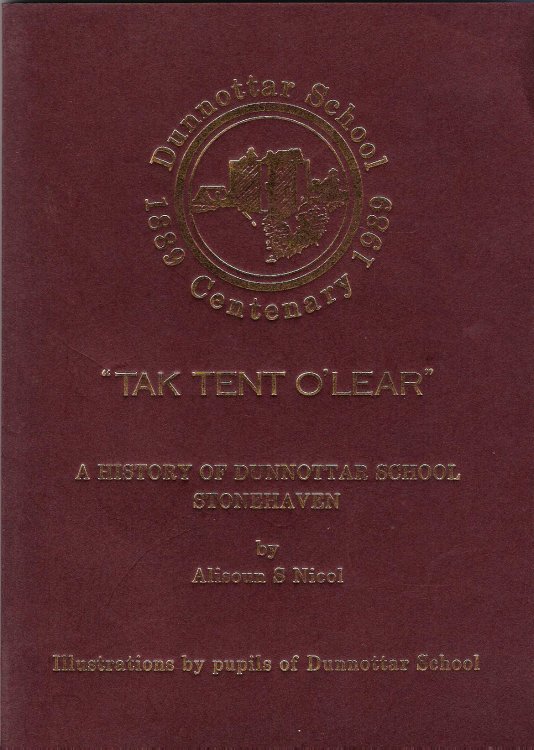 Dunnottar School
1889 Centenary 1989
"TAK TENT O'LEAR"
A HISTORY OF DUNNOTTAR SCHOOL
STONEHAVEN
by
Alisoun S Nicol
Illustrations by pupils of Dunnottar School